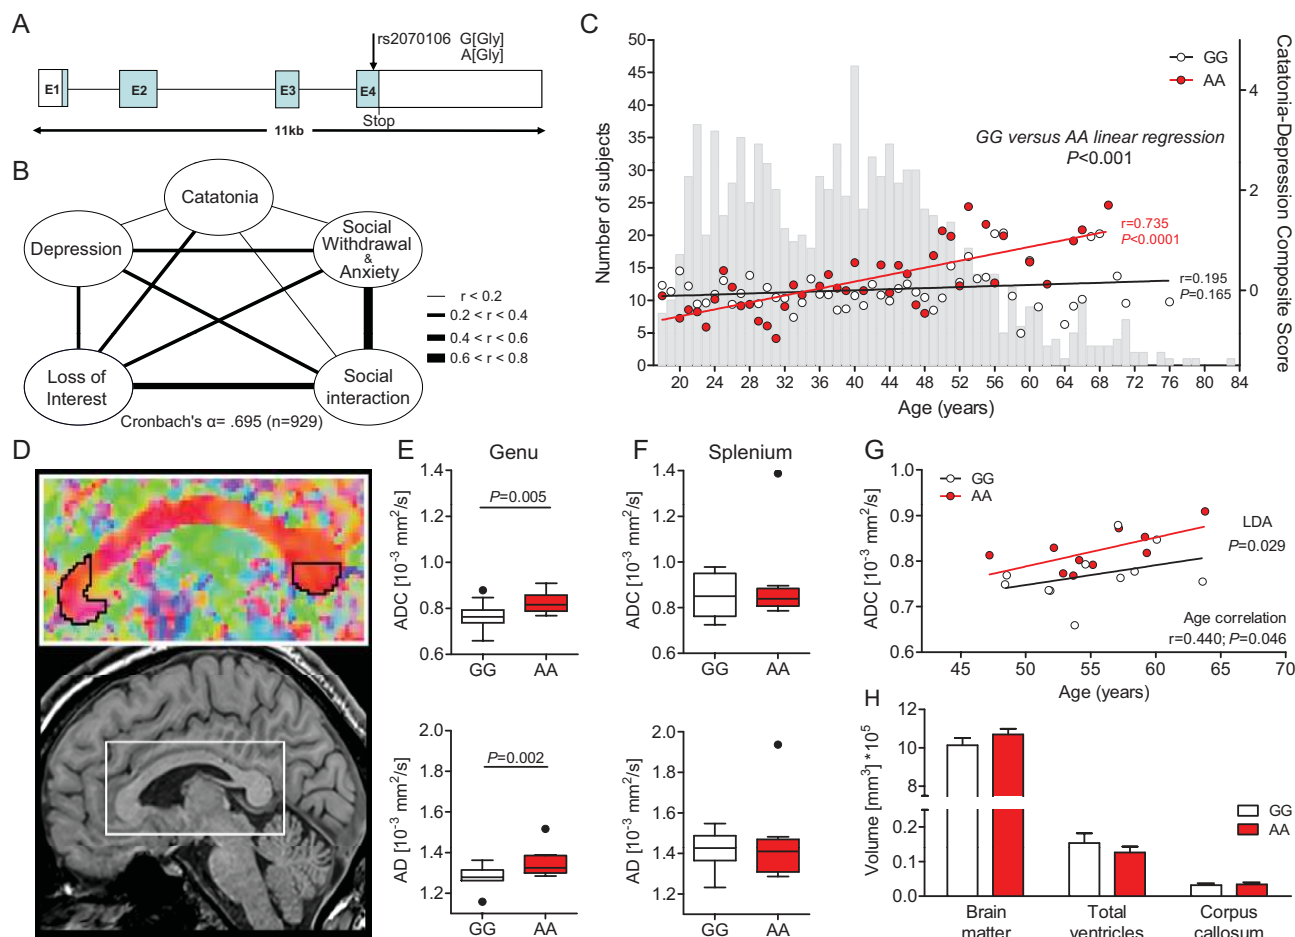 A
rs2070106 G[Gly]
A[Gly]
E1
E2
E3
E4
Stop
11kb
B
Catatonia
Depression
Social
Withdrawal
&
Anxiety
Loss of
Interest
Social
interaction
r < 0.2
0.2 < r < 0.4
0.4 < r < 0.6
0.6 < r < 0.8
Cronbach's α= .695 (n=929)
C
Number of subjects
50
45
40
35
30
25
20
15
10
5
0
GG
AA
GG versus AA linear regression
P<0.001
r=0.735
P<0.0001
r=0.195
P=0.165
4
2
0
Catatonia-Depression Composite Score
20 24 28 32 36 40 44 48 52 56 60 64 68 72 76 80 84
Age (years)
D
E
Genu
ADC [10⁻³ mm²/s]
1.4
1.2
1.0
0.8
0.6
P=0.005
GG AA
AD [10⁻³ mm²/s]
2.0
1.8
1.6
1.4
1.2
P=0.002
GG AA
F
Splenium
ADC [10⁻³ mm²/s]
1.4
1.2
1.0
0.8
0.6
GG AA
AD [10⁻³ mm²/s]
2.0
1.8
1.6
1.4
1.2
GG AA
G
ADC [10⁻³ mm²/s]
1.0
0.9
0.8
0.7
0.6
GG
AA
LDA
P=0.029
Age correlation
r=0.440; P=0.046
45 50 55 60 65 70
Age (years)
H
Volume [mm³] *10⁵
12
10
8
0.2
0.1
0.0
GG
AA
Brain
matter
Total
ventricles
Corpus
callosum